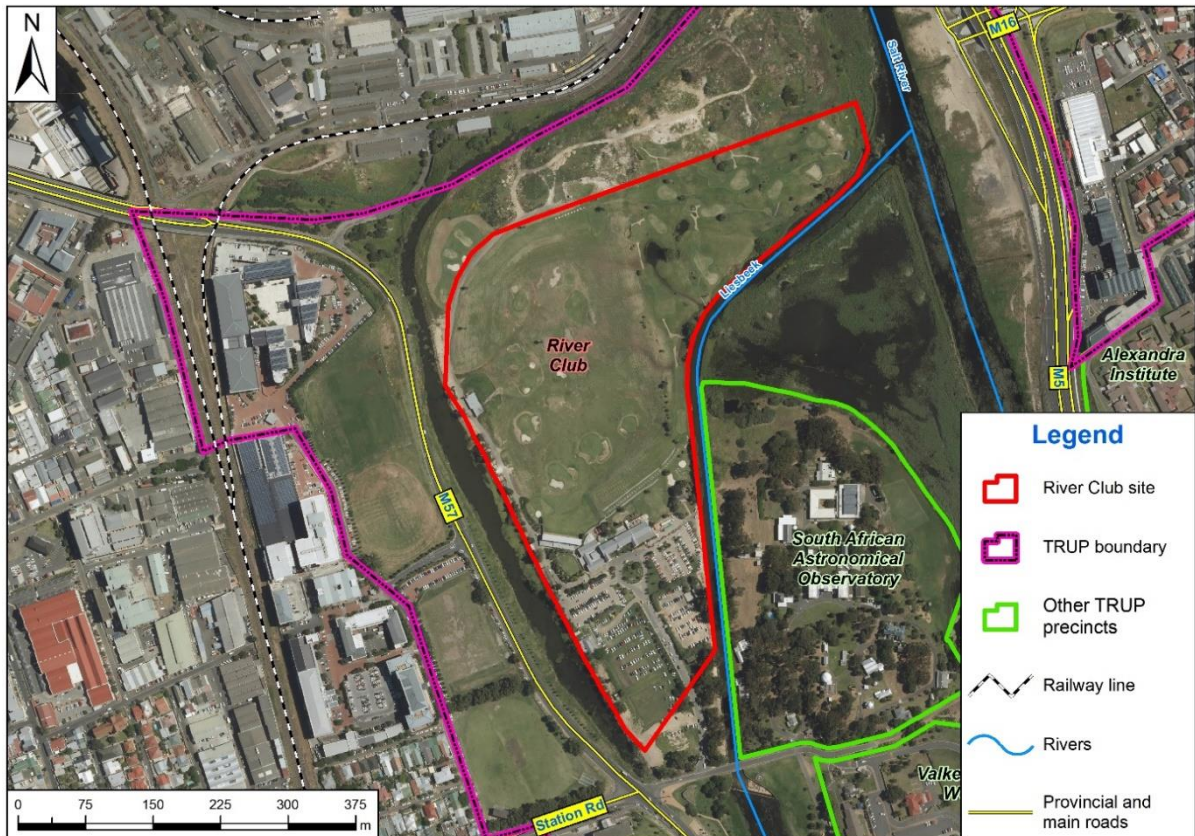 N
M16
Salt River
Liesbeek
River
Club
M5
Alexandra
Institute
M57
South African
Astronomical
Observatory
Station Rd
Valke
W
0 75 150 225 300 375
m
Legend
River Club site
TRUP boundary
Other TRUP
precincts
Railway line
Rivers
Provincial and
main roads